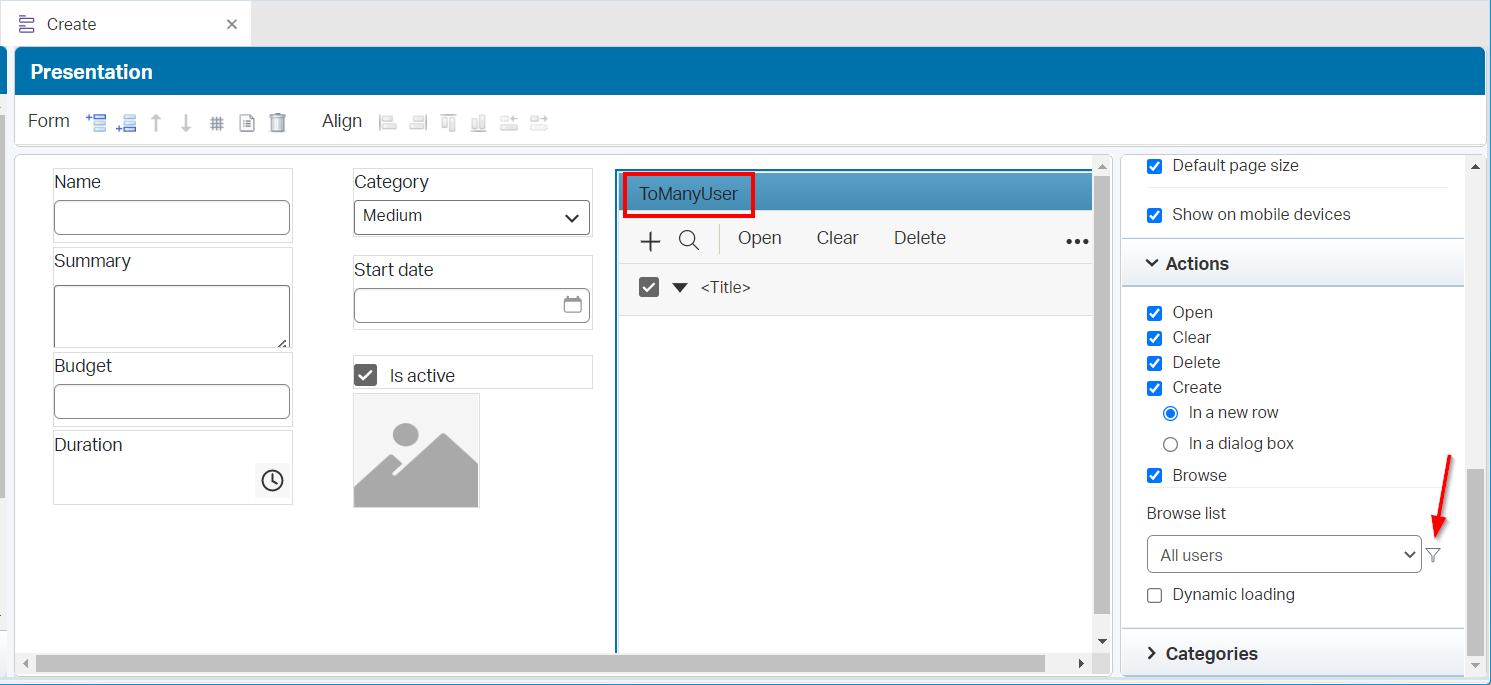 Create
Presentation
Form Align
Name
Summary
Budget
Duration
Category
Medium
Start date
Is active
ToManyUser
Open Clear Delete
<Title>
Default page size
Show on mobile devices
Actions
Open
Clear
Delete
Create
In a new row
In a dialog box
Browse
Browse list
All users
Dynamic loading
Categories